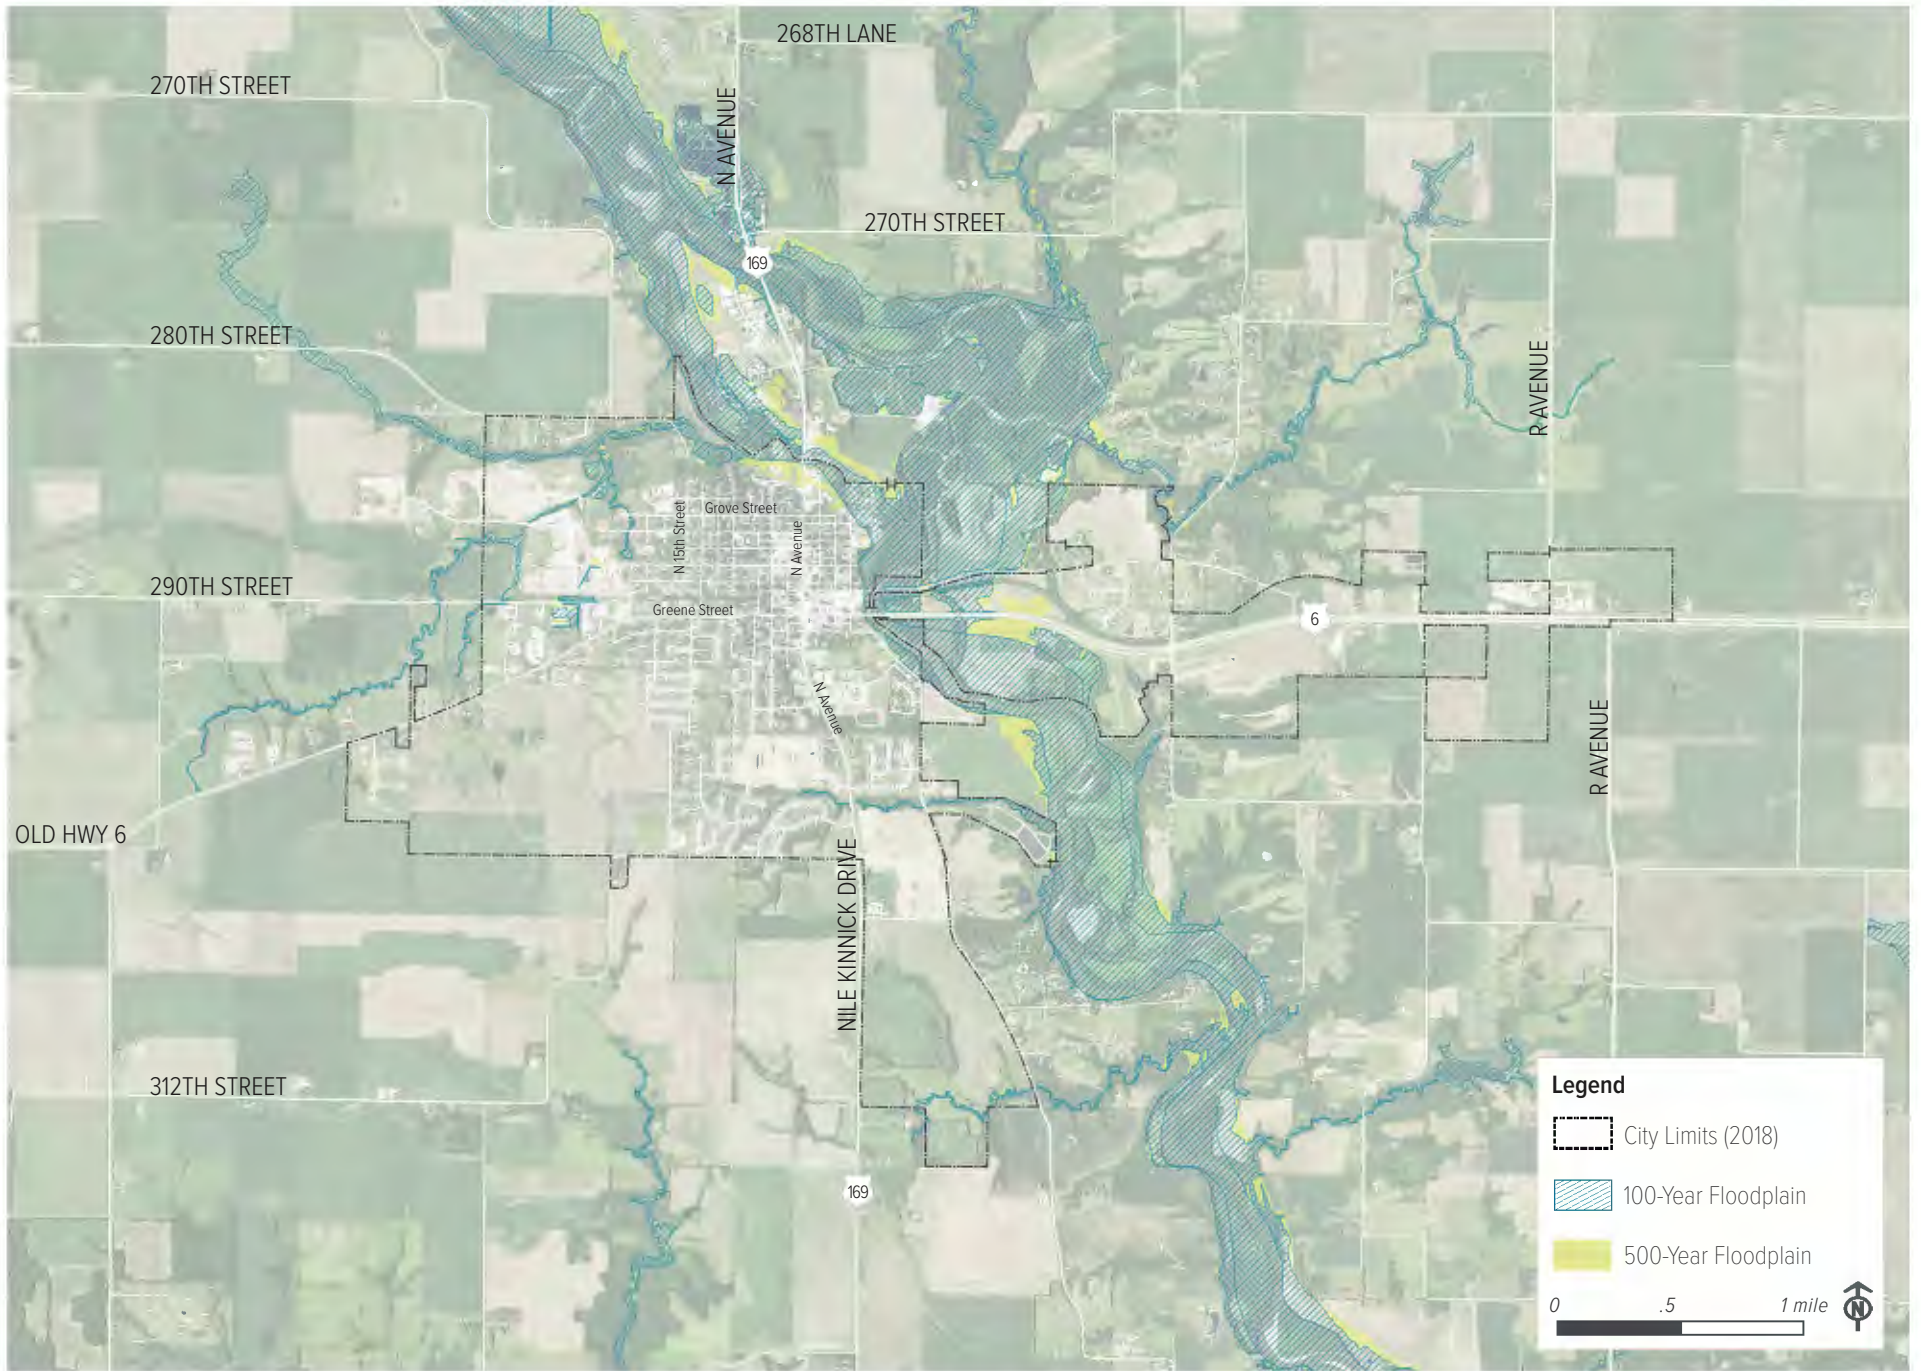 268TH LANE
270TH STREET
N AVENUE
270TH STREET
169
280TH STREET
R AVENUE
Grove Street
N 15th Street
N Avenue
290TH STREET
Greene Street
6
N Avenue
R AVENUE
OLD HWY 6
NILE KINNICK DRIVE
312TH STREET
169
Legend
City Limits (2018)
100-Year Floodplain
500-Year Floodplain
0 .5 1 mile
N